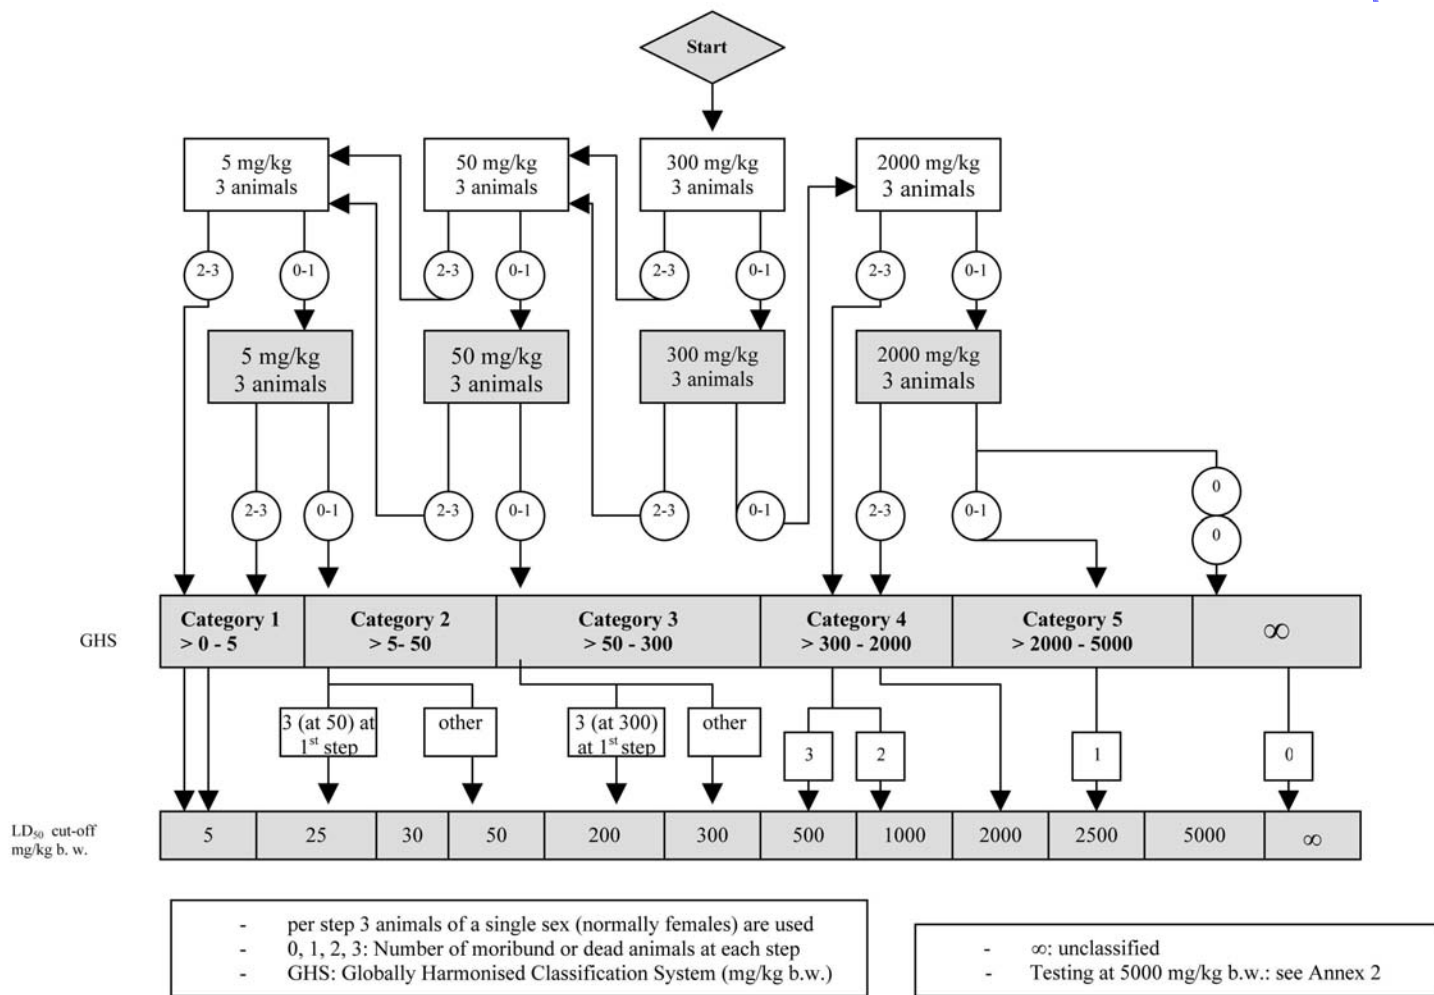 Start
5 mg/kg
3 animals
50 mg/kg
3 animals
300 mg/kg
3 animals
2000 mg/kg
3 animals
2-3
0-1
2-3
0-1
2-3
0-1
2-3
0-1
5 mg/kg
3 animals
50 mg/kg
3 animals
300 mg/kg
3 animals
2000 mg/kg
3 animals
2-3
0-1
2-3
0-1
2-3
0-1
2-3
0-1
0
0
GHS
Category 1
> 0 - 5
Category 2
> 5- 50
Category 3
> 50 - 300
Category 4
> 300 - 2000
Category 5
> 2000 - 5000
∞
3 (at 50) at
1st step
other
3 (at 300)
at 1st step
other
3
2
1
0
LD50 cut-off
mg/kg b. w.
5
25
30
50
200
300
500
1000
2000
2500
5000
∞
- per step 3 animals of a single sex (normally females) are used
- 0, 1, 2, 3: Number of moribund or dead animals at each step
- GHS: Globally Harmonised Classification System (mg/kg b.w.)
- ∞: unclassified
- Testing at 5000 mg/kg b.w.: see Annex 2